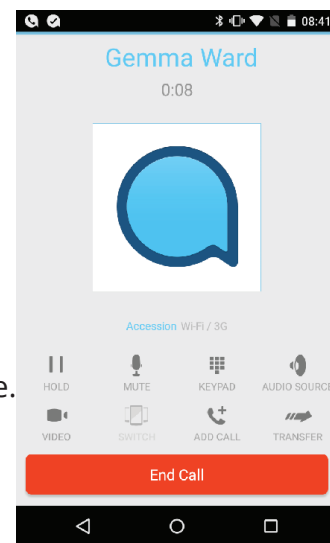 08:41
Gemma Ward
0:08
Accession Wi-Fi / 3G
HOLD MUTE KEYPAD AUDIO SOURCE
e.
VIDEO SWITCH ADD CALL TRANSFER
End Call